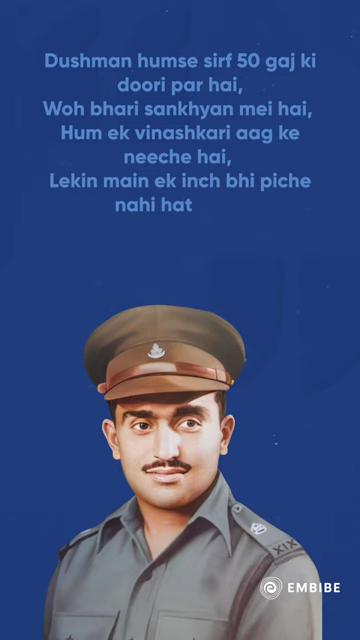 Dushman humse sirf 50 gaj ki
doori par hai,
Woh bhari sankhyan mei hai,
Hum ek vinashkari aag ke
neeche hai,
Lekin main ek inch bhi piche
nahi hat
XIX
EMBIBE